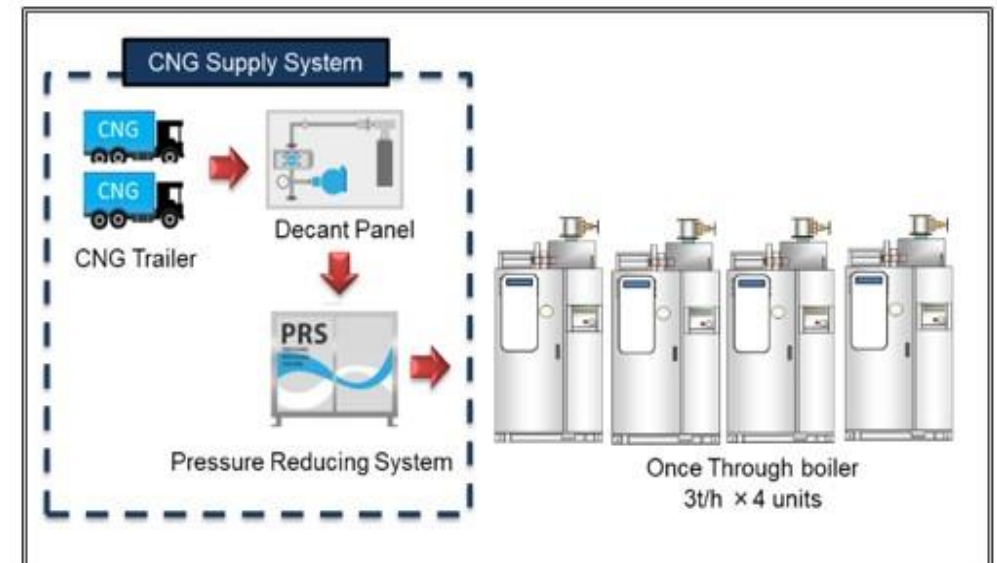 CNG Supply System
CNG
CNG
CNG Trailer
Decant Panel
PRS
Pressure Reducing System
Once Through boiler
3t/h ×4 units